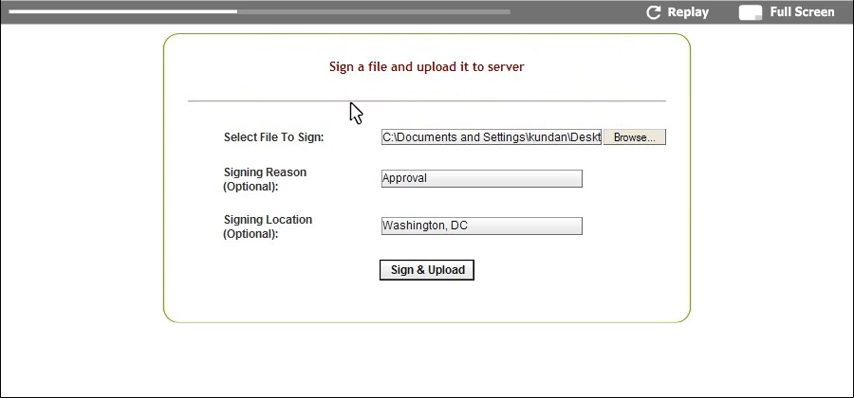 Replay Full Screen
Sign a file and upload it to server
Select File To Sign: C:\Documents and Settings\kundan\Deskt Browse...
Signing Reason
(Optional): Approval
Signing Location
(Optional): Washington, DC
Sign & Upload